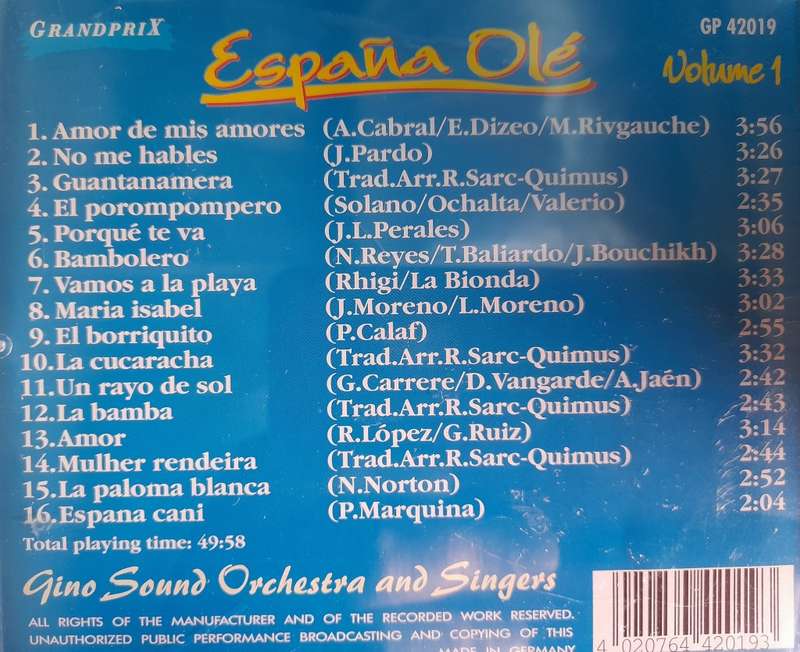 GRANDPRIX
GP 42019
España Olé
Volume 1
1. Amor de mis amores (A.Cabral/E.Dizeo/M.Rivgauche) 3:56
2. No me hables (J.Pardo) 3:26
3. Guantanamera (Trad.Arr.R.Sarc-Quimus) 3:27
4. El porompompero (Solano/Ochalta/Valerio) 2:35
5. Porqué te va (J.L.Perales) 3:06
6. Bambolero (N.Reyes/T.Baliardo/J.Bouchikh) 3:28
7. Vamos a la playa (Rhigi/La Bionda) 3:33
8. Maria isabel (J.Moreno/L.Moreno) 3:02
9. El borriquito (P.Calaf) 2:55
10. La cucaracha (Trad.Arr.R.Sarc-Quimus) 3:32
11. Un rayo de sol (G.Carrere/D.Vangarde/A.Jaén) 2:42
12. La bamba (Trad.Arr.R.Sarc-Quimus) 2:43
13. Amor (R.López/G.Ruiz) 3:14
14. Mulher rendeira (Trad.Arr.R.Sarc-Quimus) 2:44
15. La paloma blanca (N.Norton) 2:52
16. Espana cani (P.Marquina) 2:04
Total playing time: 49:58
Gino Sound Orchestra and Singers
ALL RIGHTS OF THE MANUFACTURER AND OF THE RECORDED WORK RESERVED.
UNAUTHORIZED PUBLIC PERFORMANCE BROADCASTING AND COPYING OF THIS
MADE IN GERMANY
4 020764 420193